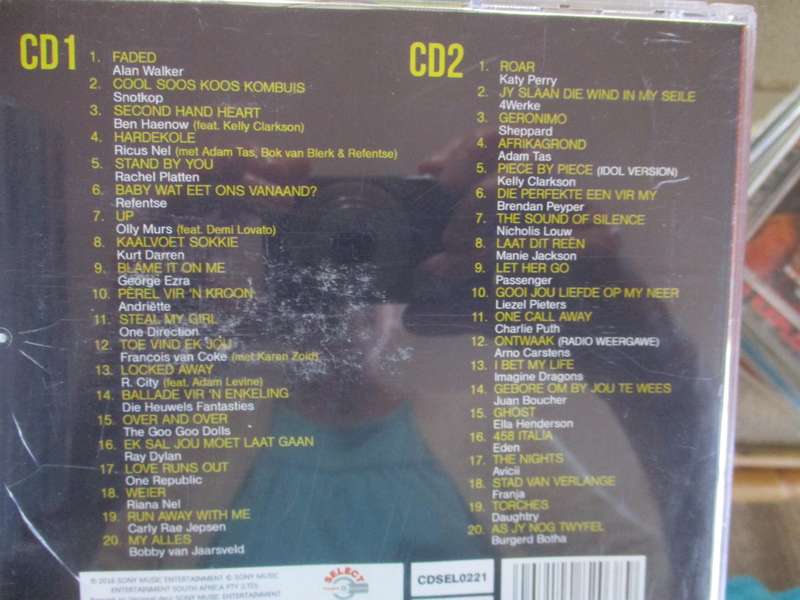 CD1
1. FADED
Alan Walker
2. COOL SOOS KOOS KOMBUIS
Snotkop
3. SECOND HAND HEART
Ben Haenow (feat. Kelly Clarkson)
4. HARDEKOLE
Ricus Nel (met Adam Tas, Bok van Blerk & Refentse)
5. STAND BY YOU
Rachel Platten
6. BABY WAT EET ONS VANAAND?
Refentse
7. UP
Olly Murs (feat. Demi Lovato)
8. KAALVOET SOKKIE
Kurt Darren
9. BLAME IT ON ME
George Ezra
10. PÊREL VIR 'N KROON
Andriëtte
11. STEAL MY GIRL
One Direction
12. TOE VIND EK JOU
Francois van Coke (met Karen Zoid)
13. LOCKED AWAY
R. City (feat. Adam Levine)
14. BALLADE VIR 'N ENKELING
Die Heuwels Fantasties
15. OVER AND OVER
The Goo Goo Dolls
16. EK SAL JOU MOET LAAT GAAN
Ray Dylan
17. LOVE RUNS OUT
One Republic
18. WEIER
Riana Nel
19. RUN AWAY WITH ME
Carly Rae Jepsen
20. MY ALLES
Bobby van Jaarsveld
CD2
1. ROAR
Katy Perry
2. JY SLAAN DIE WIND IN MY SEILE
4Werke
3. GERONIMO
Sheppard
4. AFRIKAGROND
Adam Tas
5. PIECE BY PIECE (IDOL VERSION)
Kelly Clarkson
6. DIE PERFEKTE EEN VIR MY
Brendan Peyper
7. THE SOUND OF SILENCE
Nicholis Louw
8. LAAT DIT REËN
Manie Jackson
9. LET HER GO
Passenger
10. GOOI JOU LIEFDE OP MY NEER
Liezel Pieters
11. ONE CALL AWAY
Charlie Puth
12. ONTWAAK (RADIO WEERGAWE)
Arno Carstens
13. I BET MY LIFE
Imagine Dragons
14. GEBORE OM BY JOU TE WEES
Juan Boucher
15. GHOST
Ella Henderson
16. 458 ITALIA
Eden
17. THE NIGHTS
Avicii
18. STAD VAN VERLANGE
Franja
19. TORCHES
Daughtry
20. AS JY NOG TWYFEL
Burgerd Botha
℗ 2016 SONY MUSIC ENTERTAINMENT © SONY MUSIC
ENTERTAINMENT SOUTH AFRICA PTY (LTD).
SELECT
CDSEL0221